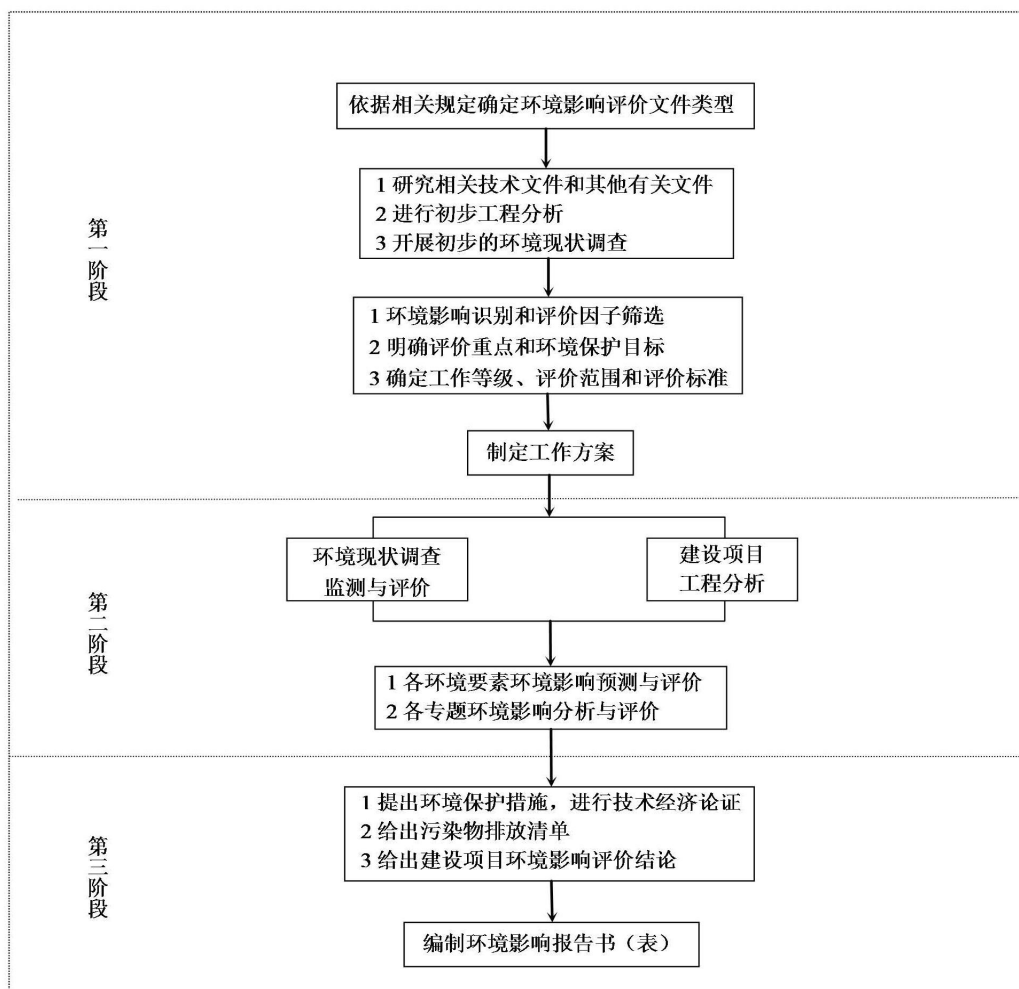 第一阶段
依据相关规定确定环境影响评价文件类型
1 研究相关技术文件和其他有关文件
2 进行初步工程分析
3 开展初步的环境现状调查
1 环境影响识别和评价因子筛选
2 明确评价重点和环境保护目标
3 确定工作等级、评价范围和评价标准
制定工作方案
第二阶段
环境现状调查
监测与评价
建设项目
工程分析
1 各环境要素环境影响预测与评价
2 各专题环境影响分析与评价
第三阶段
1 提出环境保护措施，进行技术经济论证
2 给出污染物排放清单
3 给出建设项目环境影响评价结论
编制环境影响报告书（表）